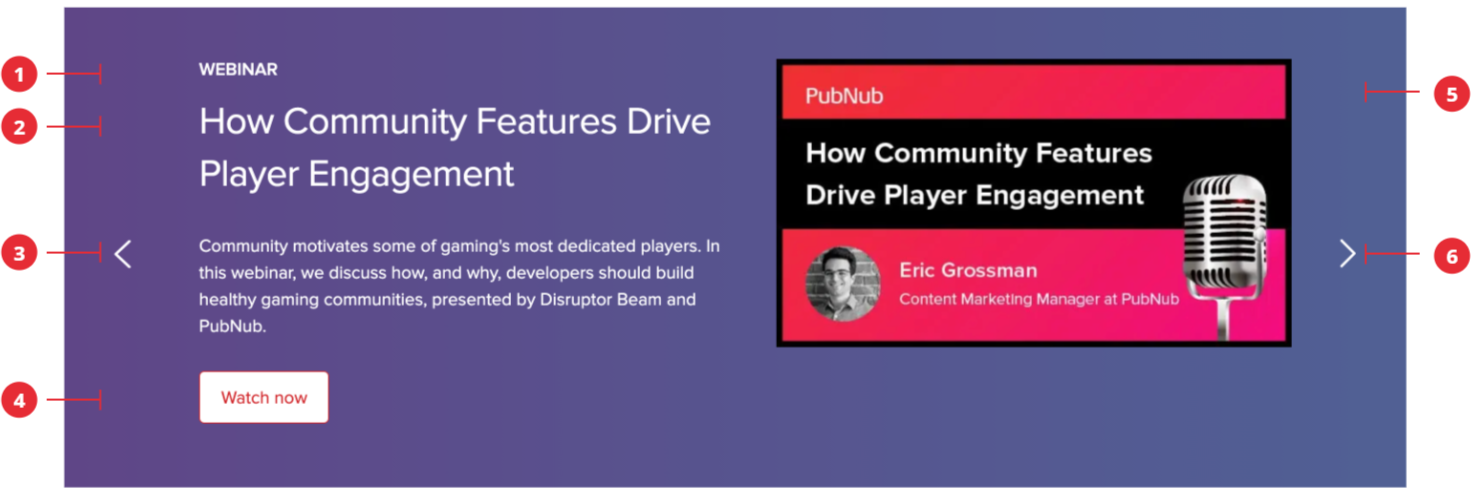 1
WEBINAR
2
How Community Features Drive
Player Engagement
3
Community motivates some of gaming's most dedicated players. In
this webinar, we discuss how, and why, developers should build
healthy gaming communities, presented by Disruptor Beam and
PubNub.
4
Watch now
5
PubNub
How Community Features
Drive Player Engagement
Eric Grossman
Content Marketing Manager at PubNub
6